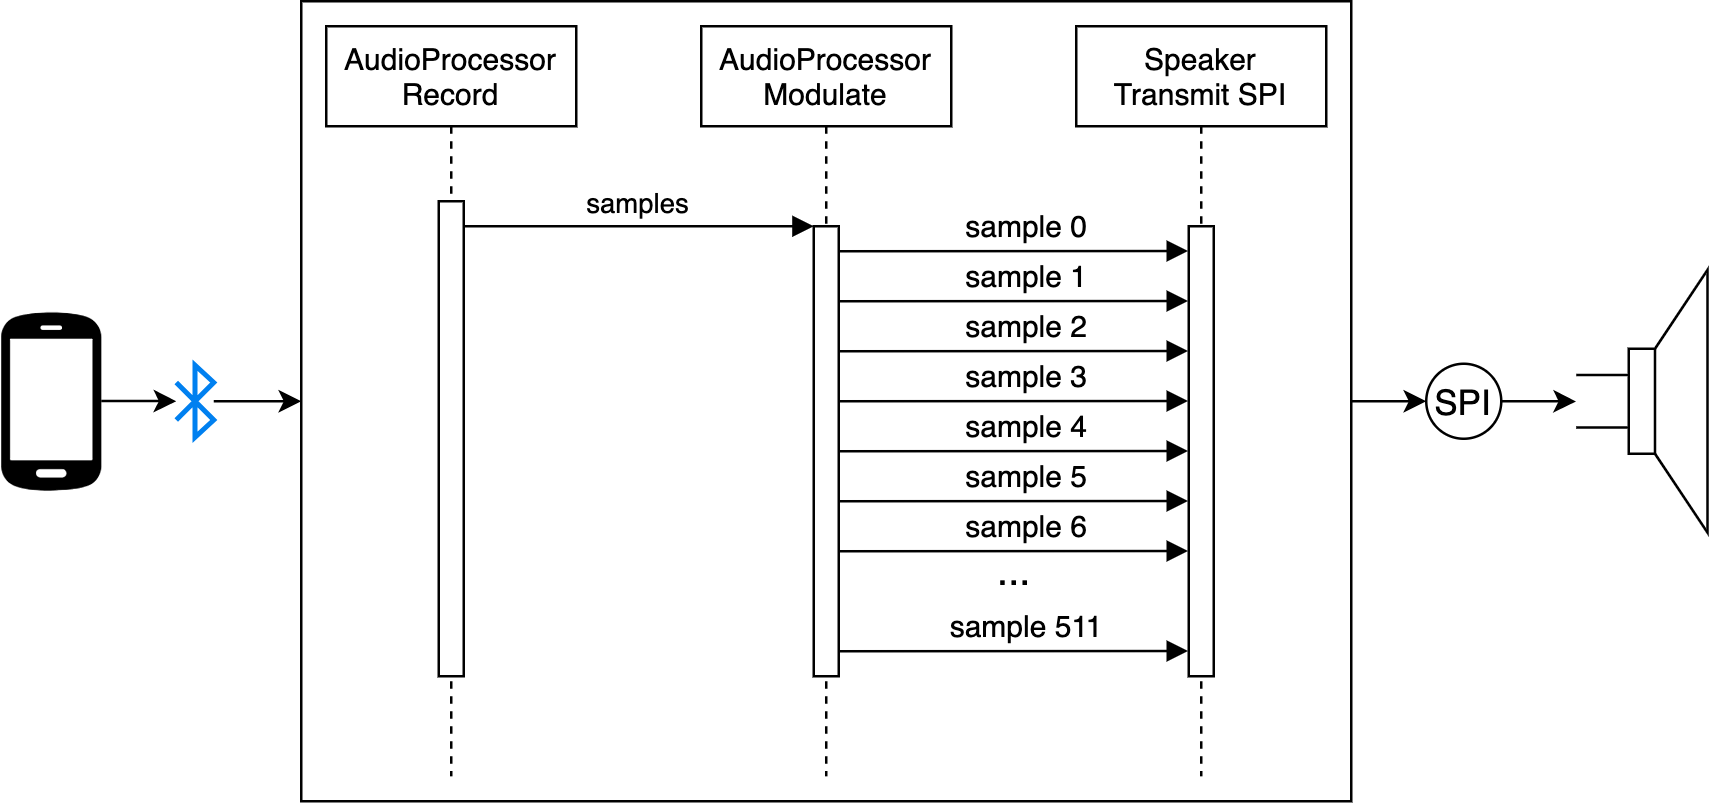 AudioProcessor
Record
AudioProcessor
Modulate
Speaker
Transmit SPI
samples
sample 0
sample 1
sample 2
sample 3
sample 4
sample 5
sample 6
...
sample 511
SPI